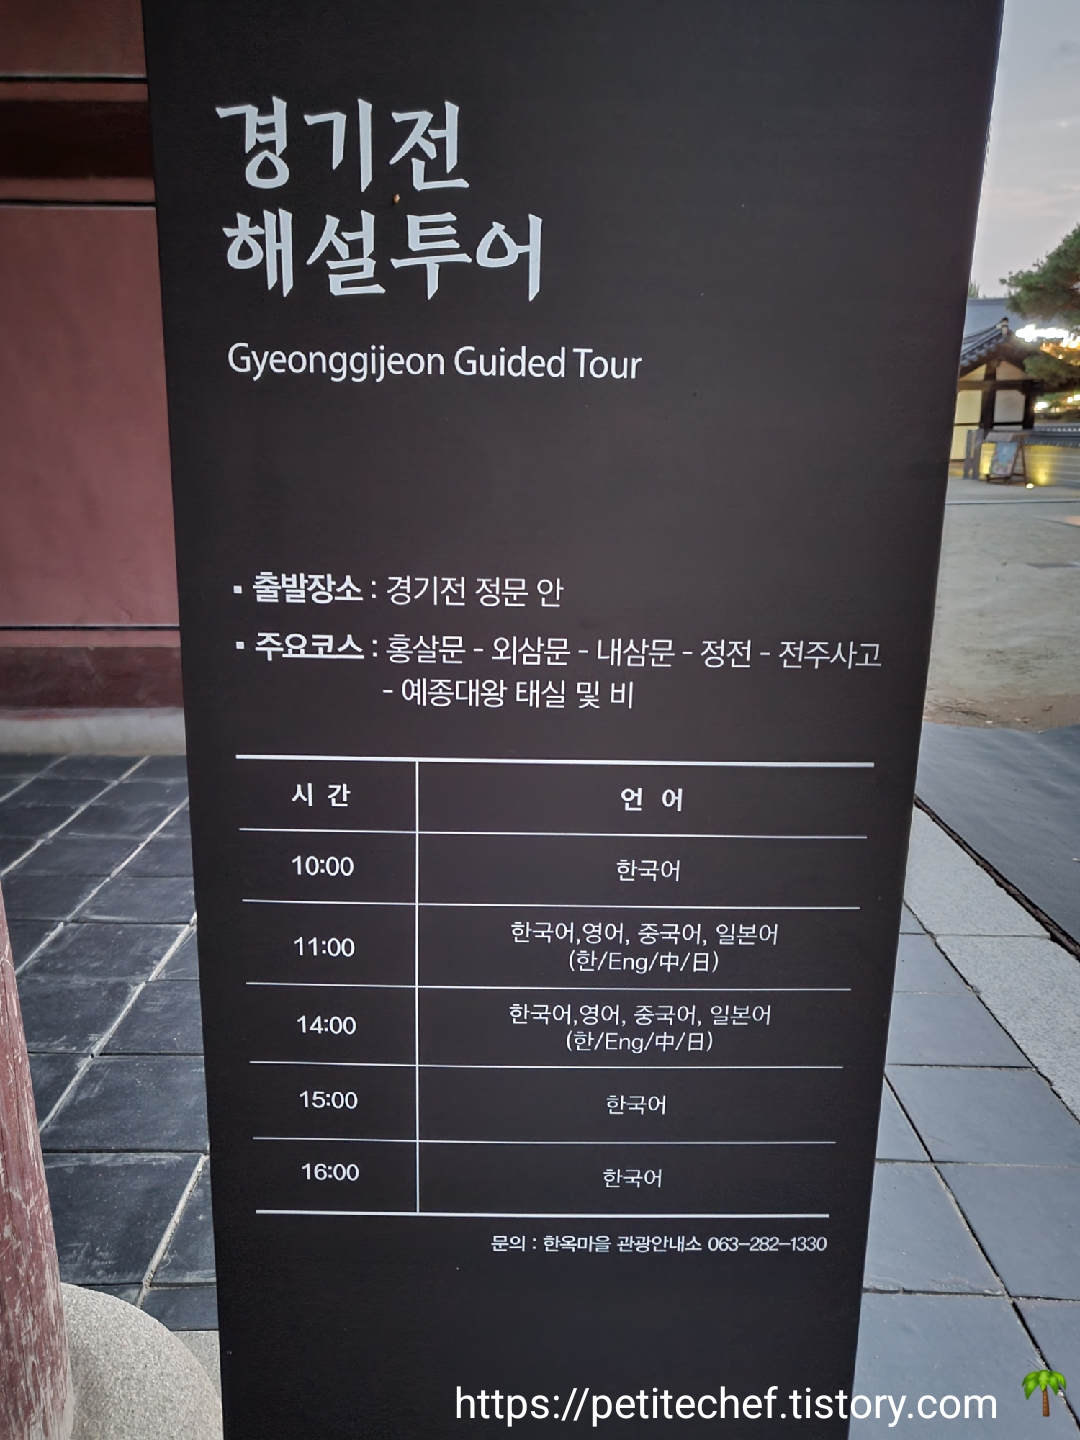 경기전
해설투어
Gyeonggijeon Guided Tour
▪ 출발장소 : 경기전 정문 안
▪ 주요코스 : 홍살문 - 외삼문 - 내삼문 - 정전 - 전주사고
- 예종대왕 태실 및 비
시 간 언 어
10:00 한국어
11:00 한국어,영어, 중국어, 일본어
(한/Eng/中/日)
14:00 한국어,영어, 중국어, 일본어
(한/Eng/中/日)
15:00 한국어
16:00 한국어
문의 : 한옥마을 관광안내소 063-282-1330
https://petitechef.tistory.com 🌴